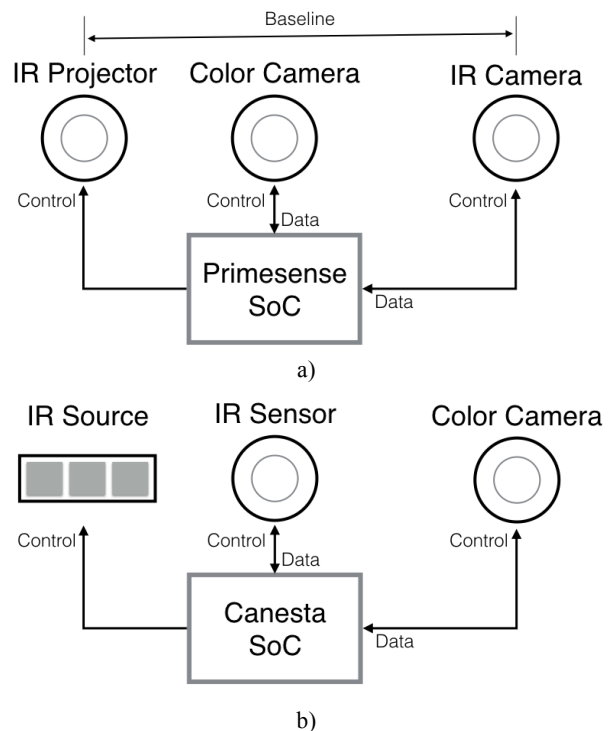 Baseline
IR Projector
Color Camera
IR Camera
Control
Control
Data
Control
Primesense
SoC
Data
a)
IR Source
IR Sensor
Color Camera
Control
Control
Data
Control
Canesta
SoC
Data
b)